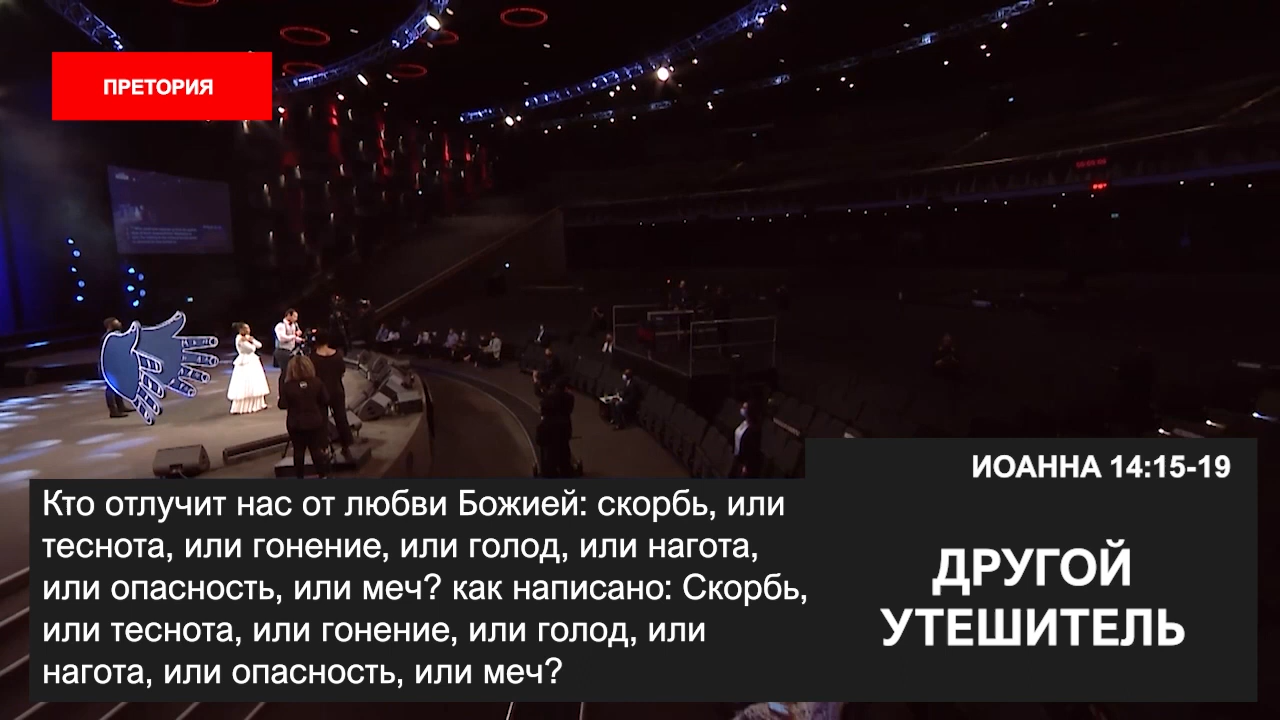 ПРЕТОРИЯ
ИОАННА 14:15-19
ДРУГОЙ
УТЕШИТЕЛЬ
Кто отлучит нас от любви Божией: скорбь, или
теснота, или гонение, или голод, или нагота,
или опасность, или меч? как написано: Скорбь,
или теснота, или гонение, или голод, или
нагота, или опасность, или меч?